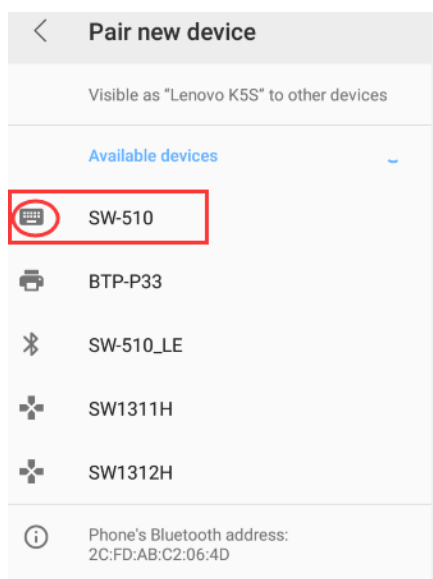 Pair new device
Visible as “Lenovo K5S” to other devices
Available devices
SW-510
BTP-P33
SW-510_LE
SW1311H
SW1312H
Phone's Bluetooth address:
2C:FD:AB:C2:06:4D